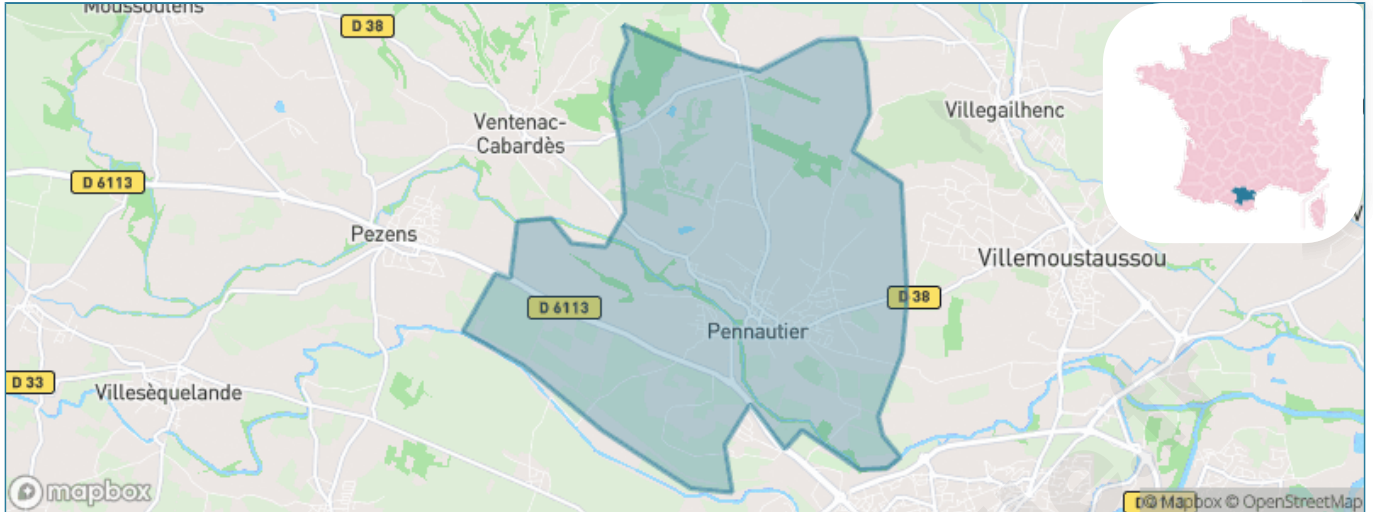 Moussoulens
D 38
Villegailhenc
Ventenac-
Cabardès
D 6113
Pezens
Villemoustaussou
D 6113
D 38
Pennautier
D 33
Villesèquelande
mapbox
© Mapbox © OpenStreetMap